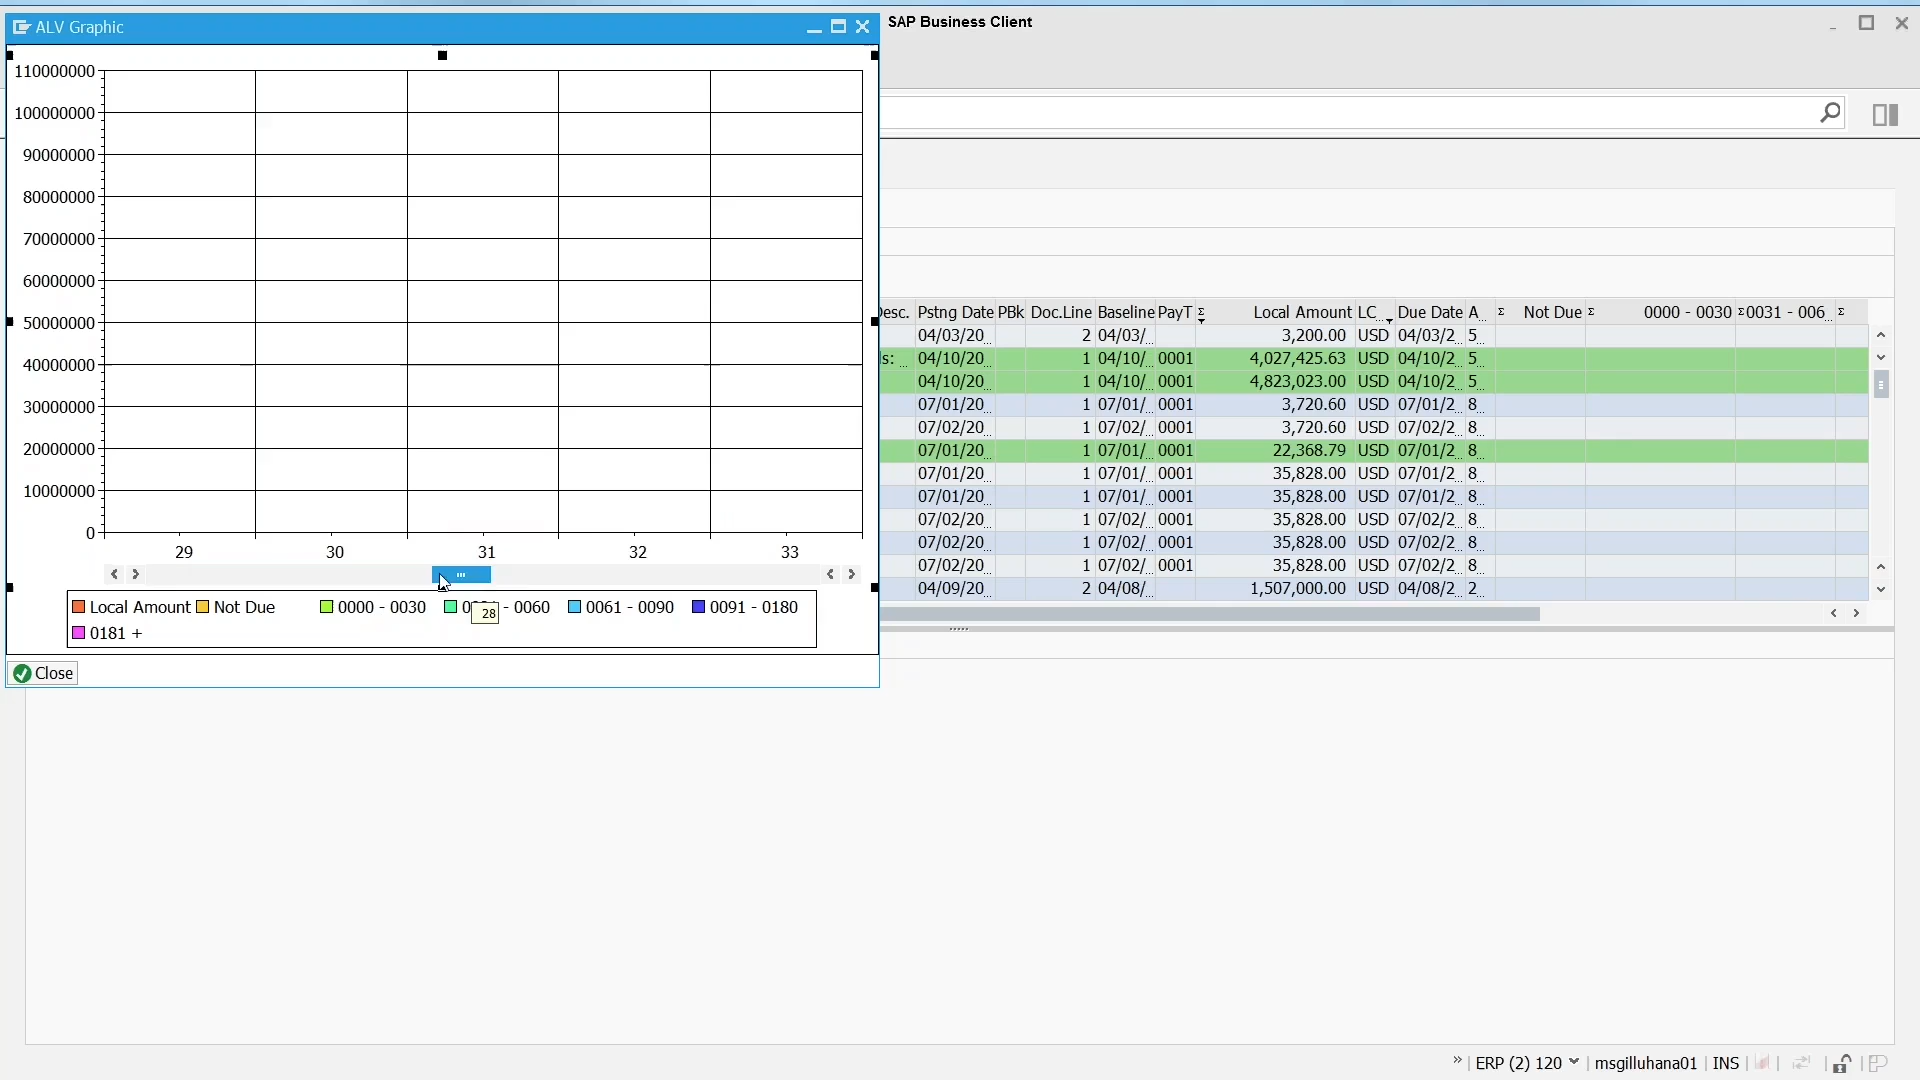 ALV Graphic
SAP Business Client
110000000
100000000
90000000
80000000
70000000
60000000
50000000
40000000
30000000
20000000
10000000
0
29 30 31 32 33
Local Amount Not Due 0000 - 0030 - 0060 0061 - 0090 0091 - 0180
28
0181 +
Close
esc. Pstng Date PBk Doc.Line Baseline PayT Σ Local Amount LC... Due Date A... Σ Not Due Σ 0000 - 0030 Σ 0031 - 006... Σ
04/03/20... 2 04/03/... 3,200.00 USD 04/03/2... 5...
s: ... 04/10/20... 1 04/10/... 0001 4,027,425.63 USD 04/10/2... 5...
04/10/20... 1 04/10/... 0001 4,823,023.00 USD 04/10/2... 5...
07/01/20... 1 07/01/... 0001 3,720.60 USD 07/01/2... 8...
07/02/20... 1 07/02/... 0001 3,720.60 USD 07/02/2... 8...
07/01/20... 1 07/01/... 0001 22,368.79 USD 07/01/2... 8...
07/01/20... 1 07/01/... 0001 35,828.00 USD 07/01/2... 8...
07/01/20... 1 07/01/... 0001 35,828.00 USD 07/01/2... 8...
07/02/20... 1 07/02/... 0001 35,828.00 USD 07/02/2... 8...
07/02/20... 1 07/02/... 0001 35,828.00 USD 07/02/2... 8...
07/02/20... 1 07/02/... 0001 35,828.00 USD 07/02/2... 8...
04/09/20... 2 04/08/... 1,507,000.00 USD 04/08/2... 2...
» | ERP (2) 120 | msgilluhana01 | INS